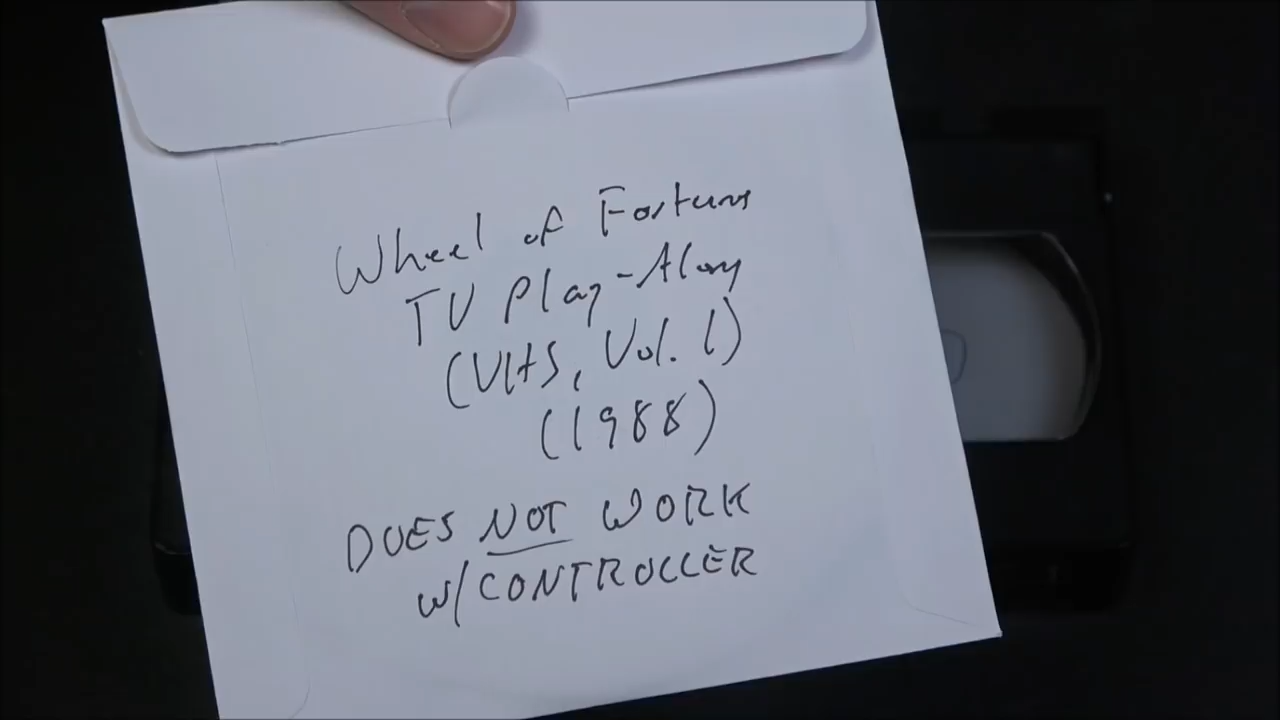 Wheel of Fortune
TV Play-Along
(VHS, Vol. 1)
(1988)
DOES NOT WORK
W/CONTROLLER